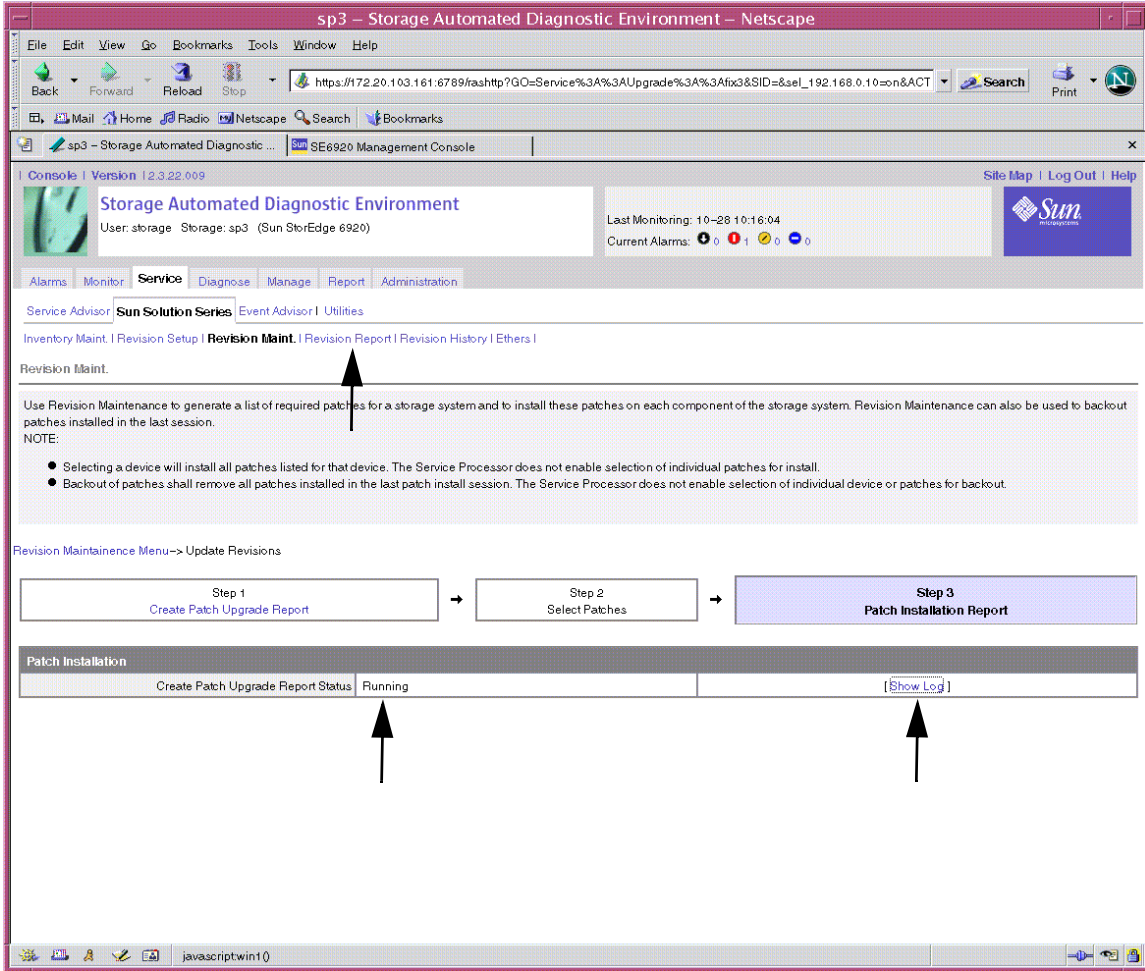 sp3 – Storage Automated Diagnostic Environment – Netscape
File Edit View Go Bookmarks Tools Window Help
Back Forward Reload Stop https://172.20.103.161:6789/rashttp?GO=Service%3A%3AUpgrade%3A%3Afix3&SID=&sel_192.168.0.10=on&ACT Search Print N
Mail Home Radio Netscape Search Bookmarks
sp3 – Storage Automated Diagnostic ... Sun SE6920 Management Console
| Console | Version | 2.3.22.009 Site Map | Log Out | Help
Storage Automated Diagnostic Environment
User: storage Storage: sp3 (Sun StorEdge 6920)
Last Monitoring: 10–28 10:16:04
Current Alarms: 0 1 0 0
Sun
microsystems
Alarms Monitor Service Diagnose Manage Report Administration
Service Advisor Sun Solution Series Event Advisor | Utilities
Inventory Maint. | Revision Setup | Revision Maint. | Revision Report | Revision History | Ethers |
Revision Maint.
Use Revision Maintenance to generate a list of required patches for a storage system and to install these patches on each component of the storage system. Revision Maintenance can also be used to backout
patches installed in the last session.
NOTE:
● Selecting a device will install all patches listed for that device. The Service Processor does not enable selection of individual patches for install.
● Backout of patches shall remove all patches installed in the last patch install session. The Service Processor does not enable selection of individual device or patches for backout.
Revision Maintainence Menu–> Update Revisions
Step 1
Create Patch Upgrade Report
Step 2
Select Patches
Step 3
Patch Installation Report
Patch Installation
Create Patch Upgrade Report Status Running [ Show Log ]
javascript:win1()